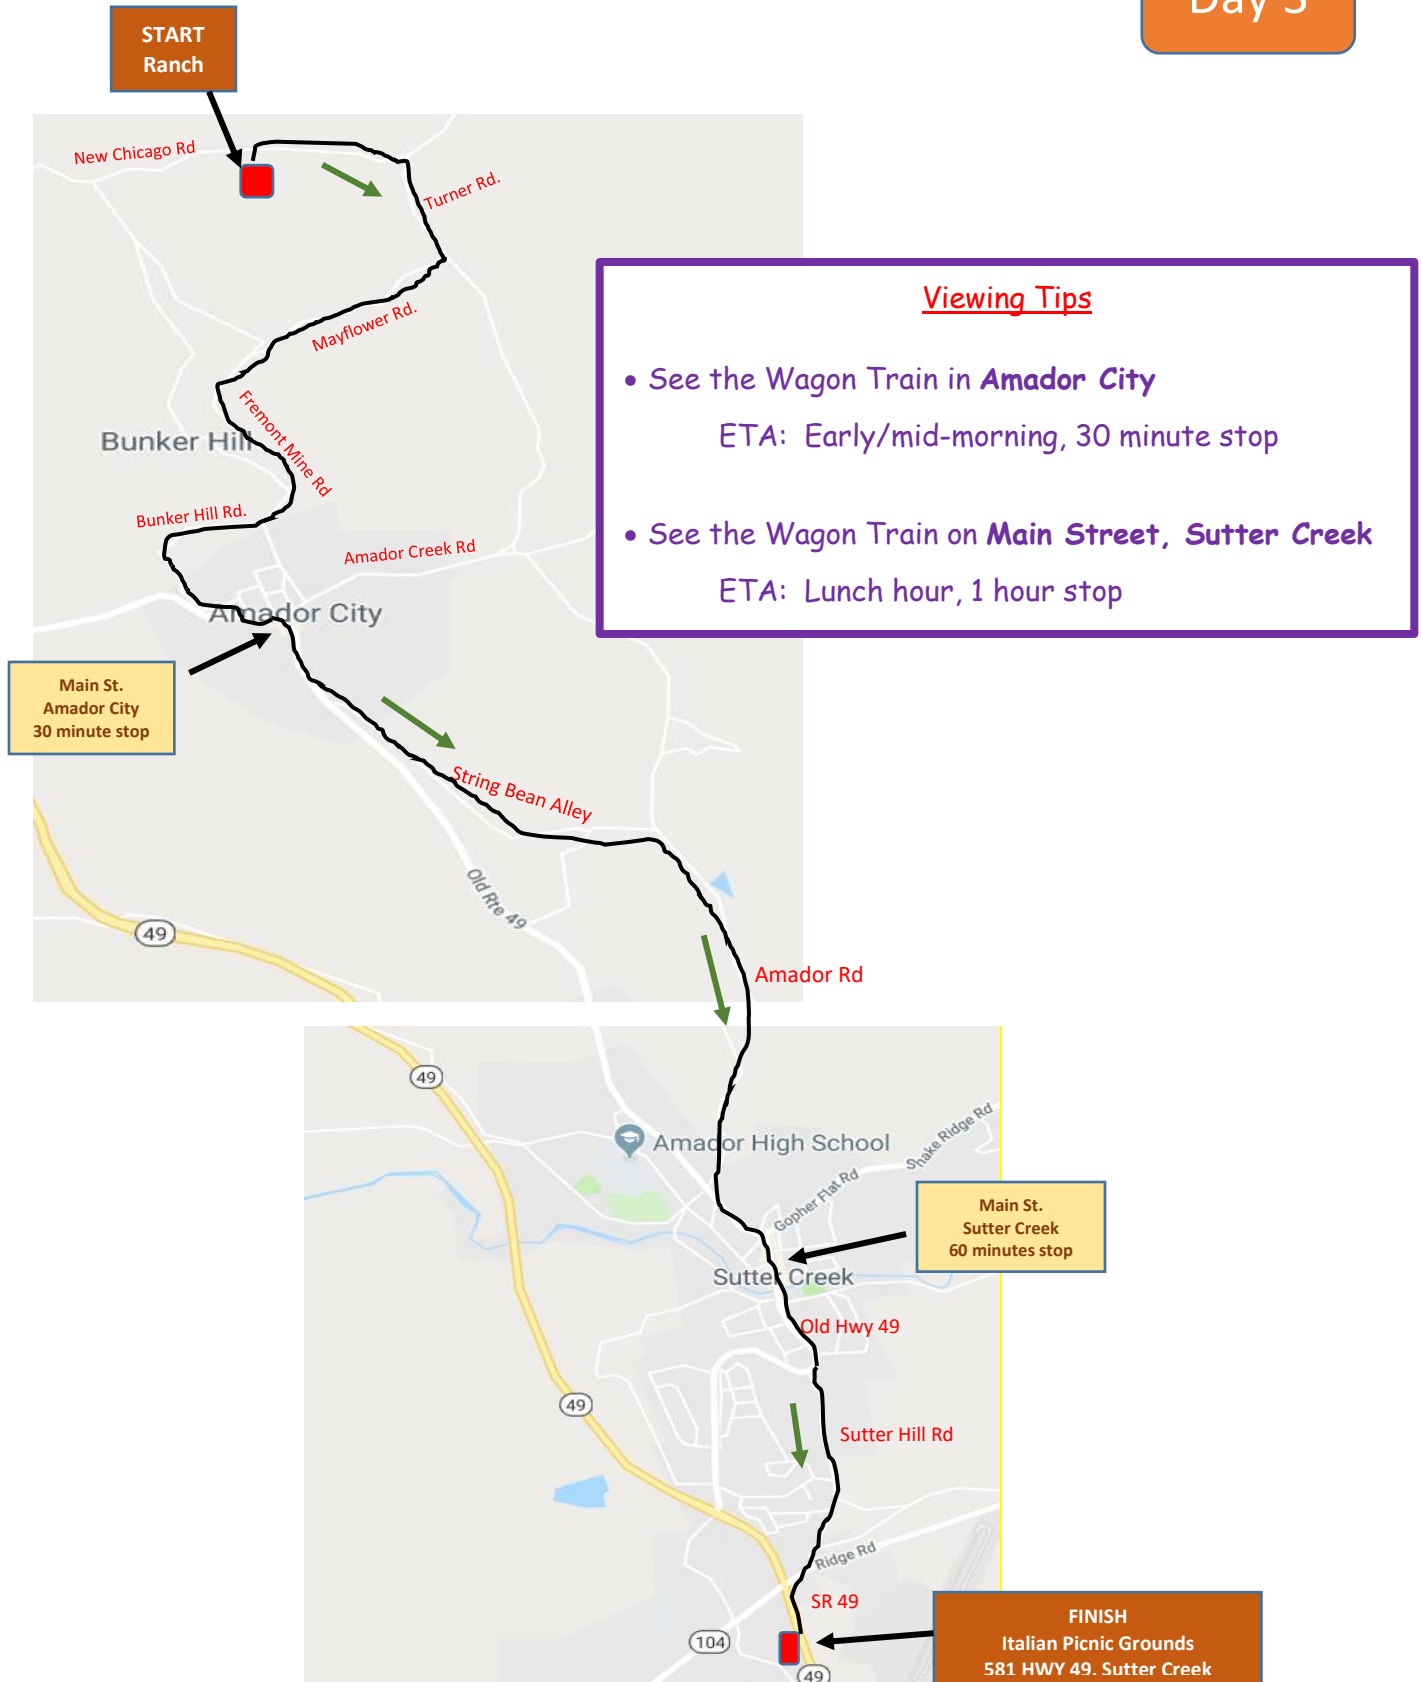 Day 3
START
Ranch
New Chicago Rd
Turner Rd.
Mayflower Rd.
Viewing Tips
• See the Wagon Train in Amador City
ETA: Early/mid-morning, 30 minute stop
• See the Wagon Train on Main Street, Sutter Creek
ETA: Lunch hour, 1 hour stop
Fremont Mine Rd
Bunker Hill
Bunker Hill Rd.
Amador Creek Rd
Amador City
Main St.
Amador City
30 minute stop
String Bean Alley
Old Rte 49
49
Amador Rd
49
Amador High School
Shake Ridge Rd
Gopher Flat Rd
Main St.
Sutter Creek
60 minutes stop
Sutter Creek
Old Hwy 49
49
Sutter Hill Rd
Ridge Rd
SR 49
104
49
FINISH
Italian Picnic Grounds
581 HWY 49, Sutter Creek